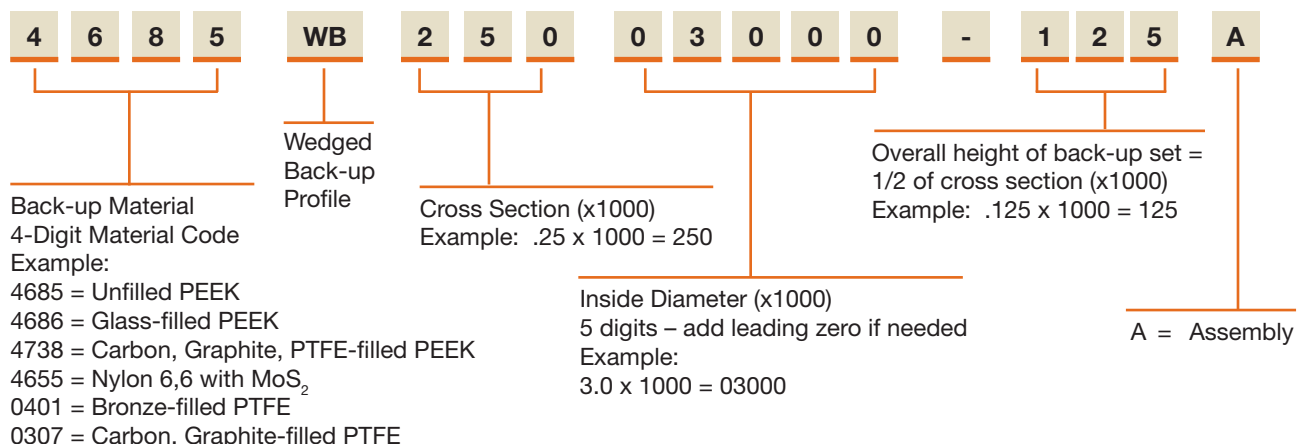 4 6 8 5 WB 2 5 0 0 3 0 0 0 - 1 2 5 A
Back-up Material
4-Digit Material Code
Example:
4685 = Unfilled PEEK
4686 = Glass-filled PEEK
4738 = Carbon, Graphite, PTFE-filled PEEK
4655 = Nylon 6,6 with MoS₂
0401 = Bronze-filled PTFE
0307 = Carbon, Graphite-filled PTFE
Wedged
Back-up
Profile
Cross Section (x1000)
Example: .25 x 1000 = 250
Inside Diameter (x1000)
5 digits – add leading zero if needed
Example:
3.0 x 1000 = 03000
Overall height of back-up set =
1/2 of cross section (x1000)
Example: .125 x 1000 = 125
A = Assembly